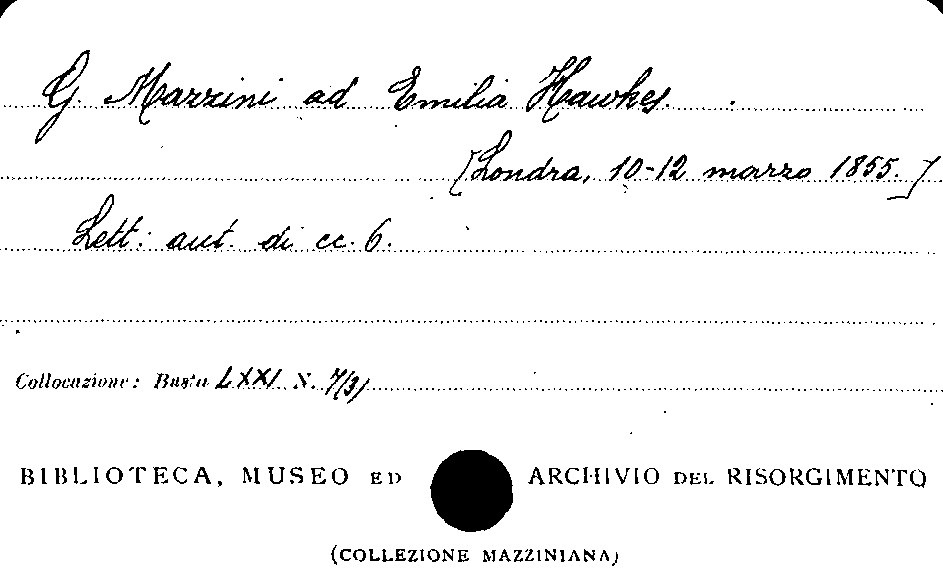 G. Mazzini ad Emilia Hawkes.
[Londra, 10-12 marzo 1855.]
Lett: aut. di cc. 6.
Collocazione: Busta LXXI N. 7/3)
BIBLIOTECA, MUSEO ED ARCHIVIO DEL RISORGIMENTO
(COLLEZIONE MAZZINIANA)